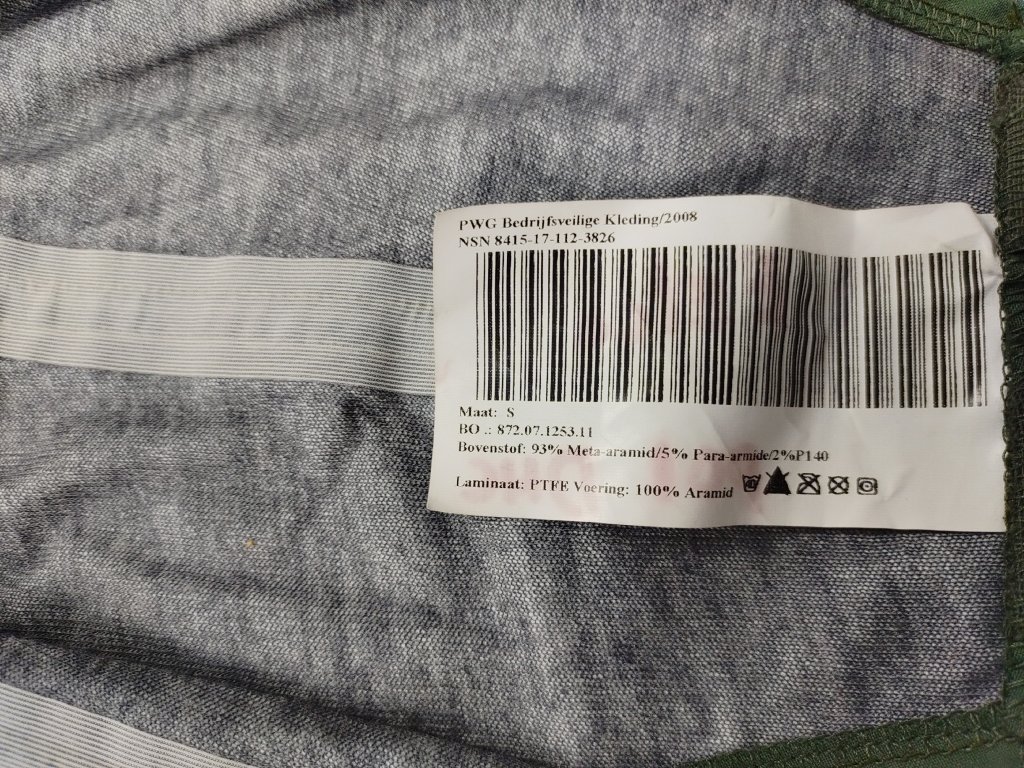 PWG Bedrijfsveilige Kleding/2008
NSN 8415-17-112-3826
Maat: S
BO .: 872.07.1253.11
Bovenstof: 93% Meta-aramid/5% Para-armide/2%P140
Laminaat: PTFE Voering: 100% Aramid